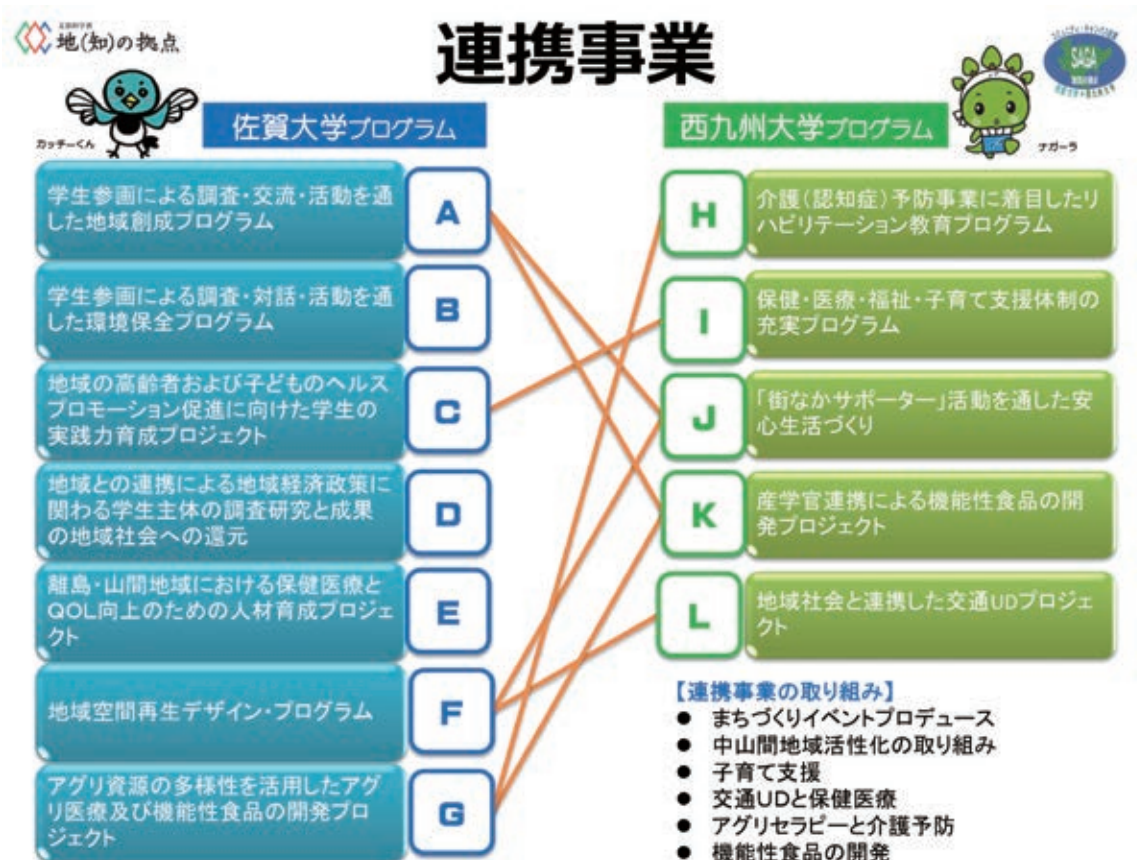 地(知)の拠点
連携事業
SAGA
カッチーくん
佐賀大学プログラム
西九州大学プログラム
ナガーラ
学生参画による調査・交流・活動を通
した地域創成プログラム
A
学生参画による調査・対話・活動を通
した環境保全プログラム
B
地域の高齢者および子どものヘルス
プロモーション促進に向けた学生の
実践力育成プロジェクト
C
地域との連携による地域経済政策に
関わる学生主体の調査研究と成果
の地域社会への還元
D
離島・山間地域における保健医療と
QOL向上のための人材育成プロジェ
クト
E
地域空間再生デザイン・プログラム
F
アグリ資源の多様性を活用したアグ
リ医療及び機能性食品の開発プロ
ジェクト
G
H
介護(認知症)予防事業に着目したリ
ハビリテーション教育プログラム
I
保健・医療・福祉・子育て支援体制の
充実プログラム
J
「街なかサポーター」活動を通した安
心生活づくり
K
産学官連携による機能性食品の開
発プロジェクト
L
地域社会と連携した交通UDプロジェ
クト
【連携事業の取り組み】
● まちづくりイベントプロデュース
● 中山間地域活性化の取り組み
● 子育て支援
● 交通UDと保健医療
● アグリセラピーと介護予防
● 機能性食品の開発